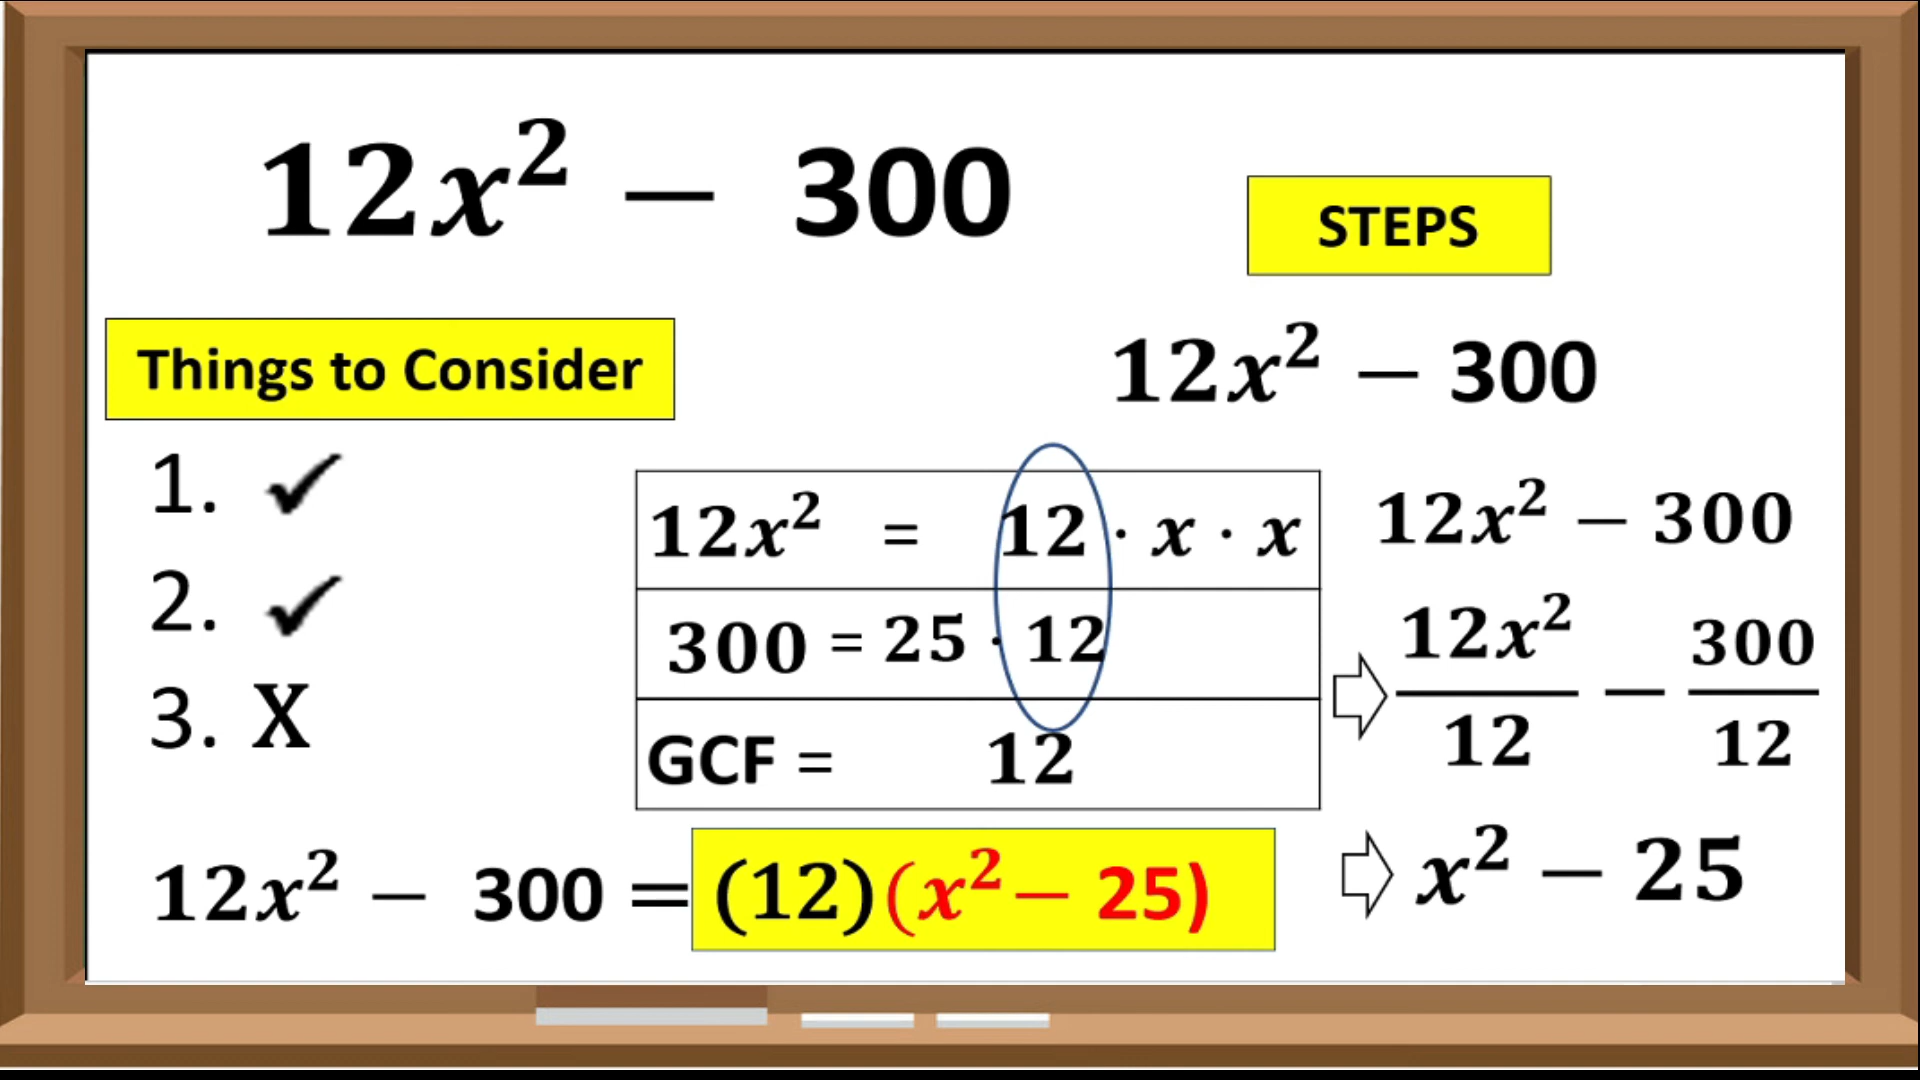 12x² – 300
STEPS
Things to Consider
12x² – 300
1. ✓
2. ✓
3. X
12x² = 12 · x · x
300 = 25 · 12
GCF = 12
12x² – 300
12x²/12 – 300/12
x² – 25
12x² – 300 = (12)(x² – 25)